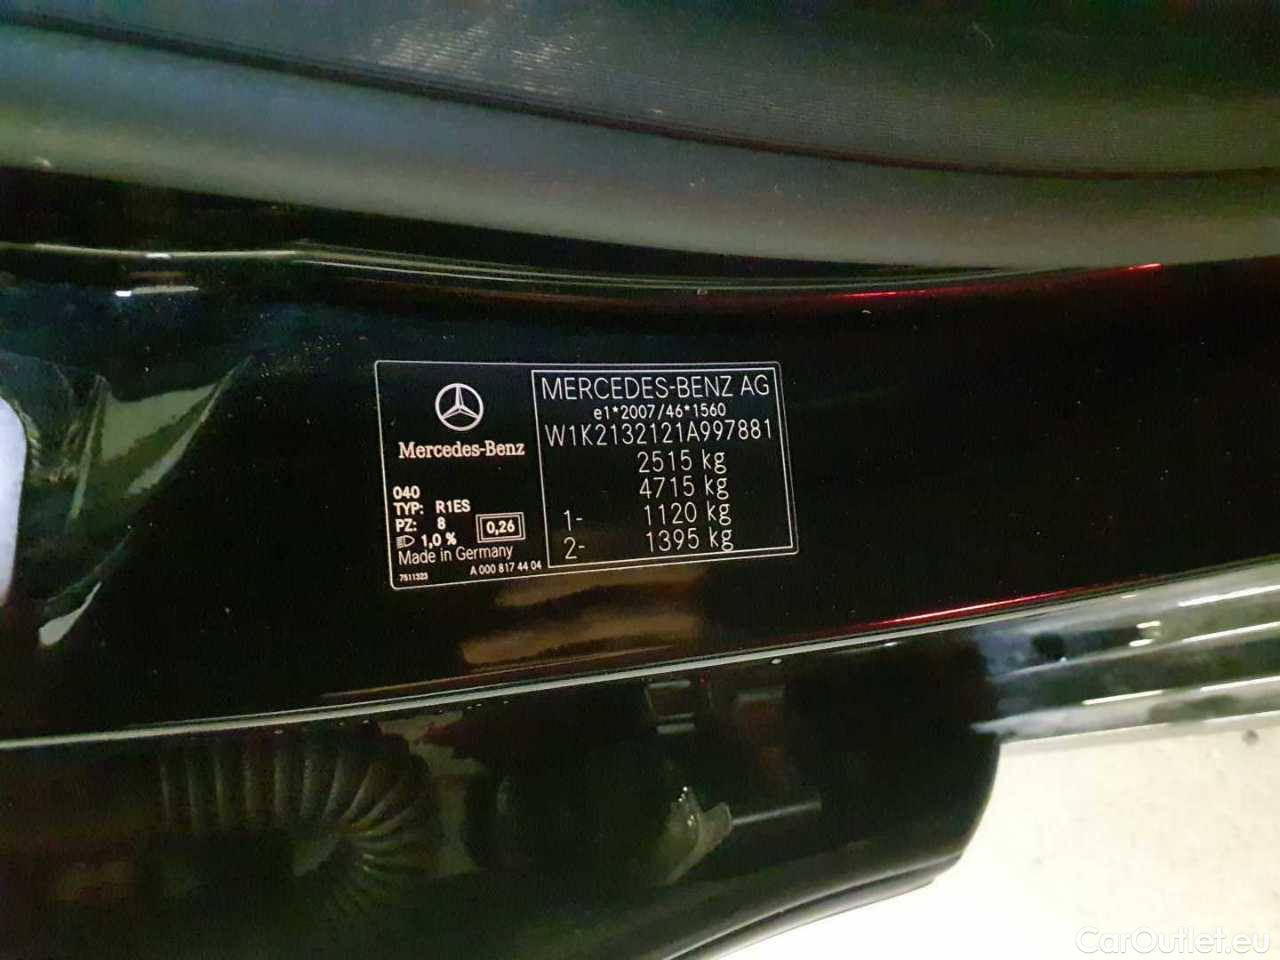 Mercedes-Benz
040
TYP: R1ES
PZ: 8
1,0 %
0,26
Made in Germany
7511323
A 000 817 44 04
MERCEDES-BENZ AG
e1*2007/46*1560
W1K2132121A997881
2515 kg
4715 kg
1- 1120 kg
2- 1395 kg
CarOutlet.eu